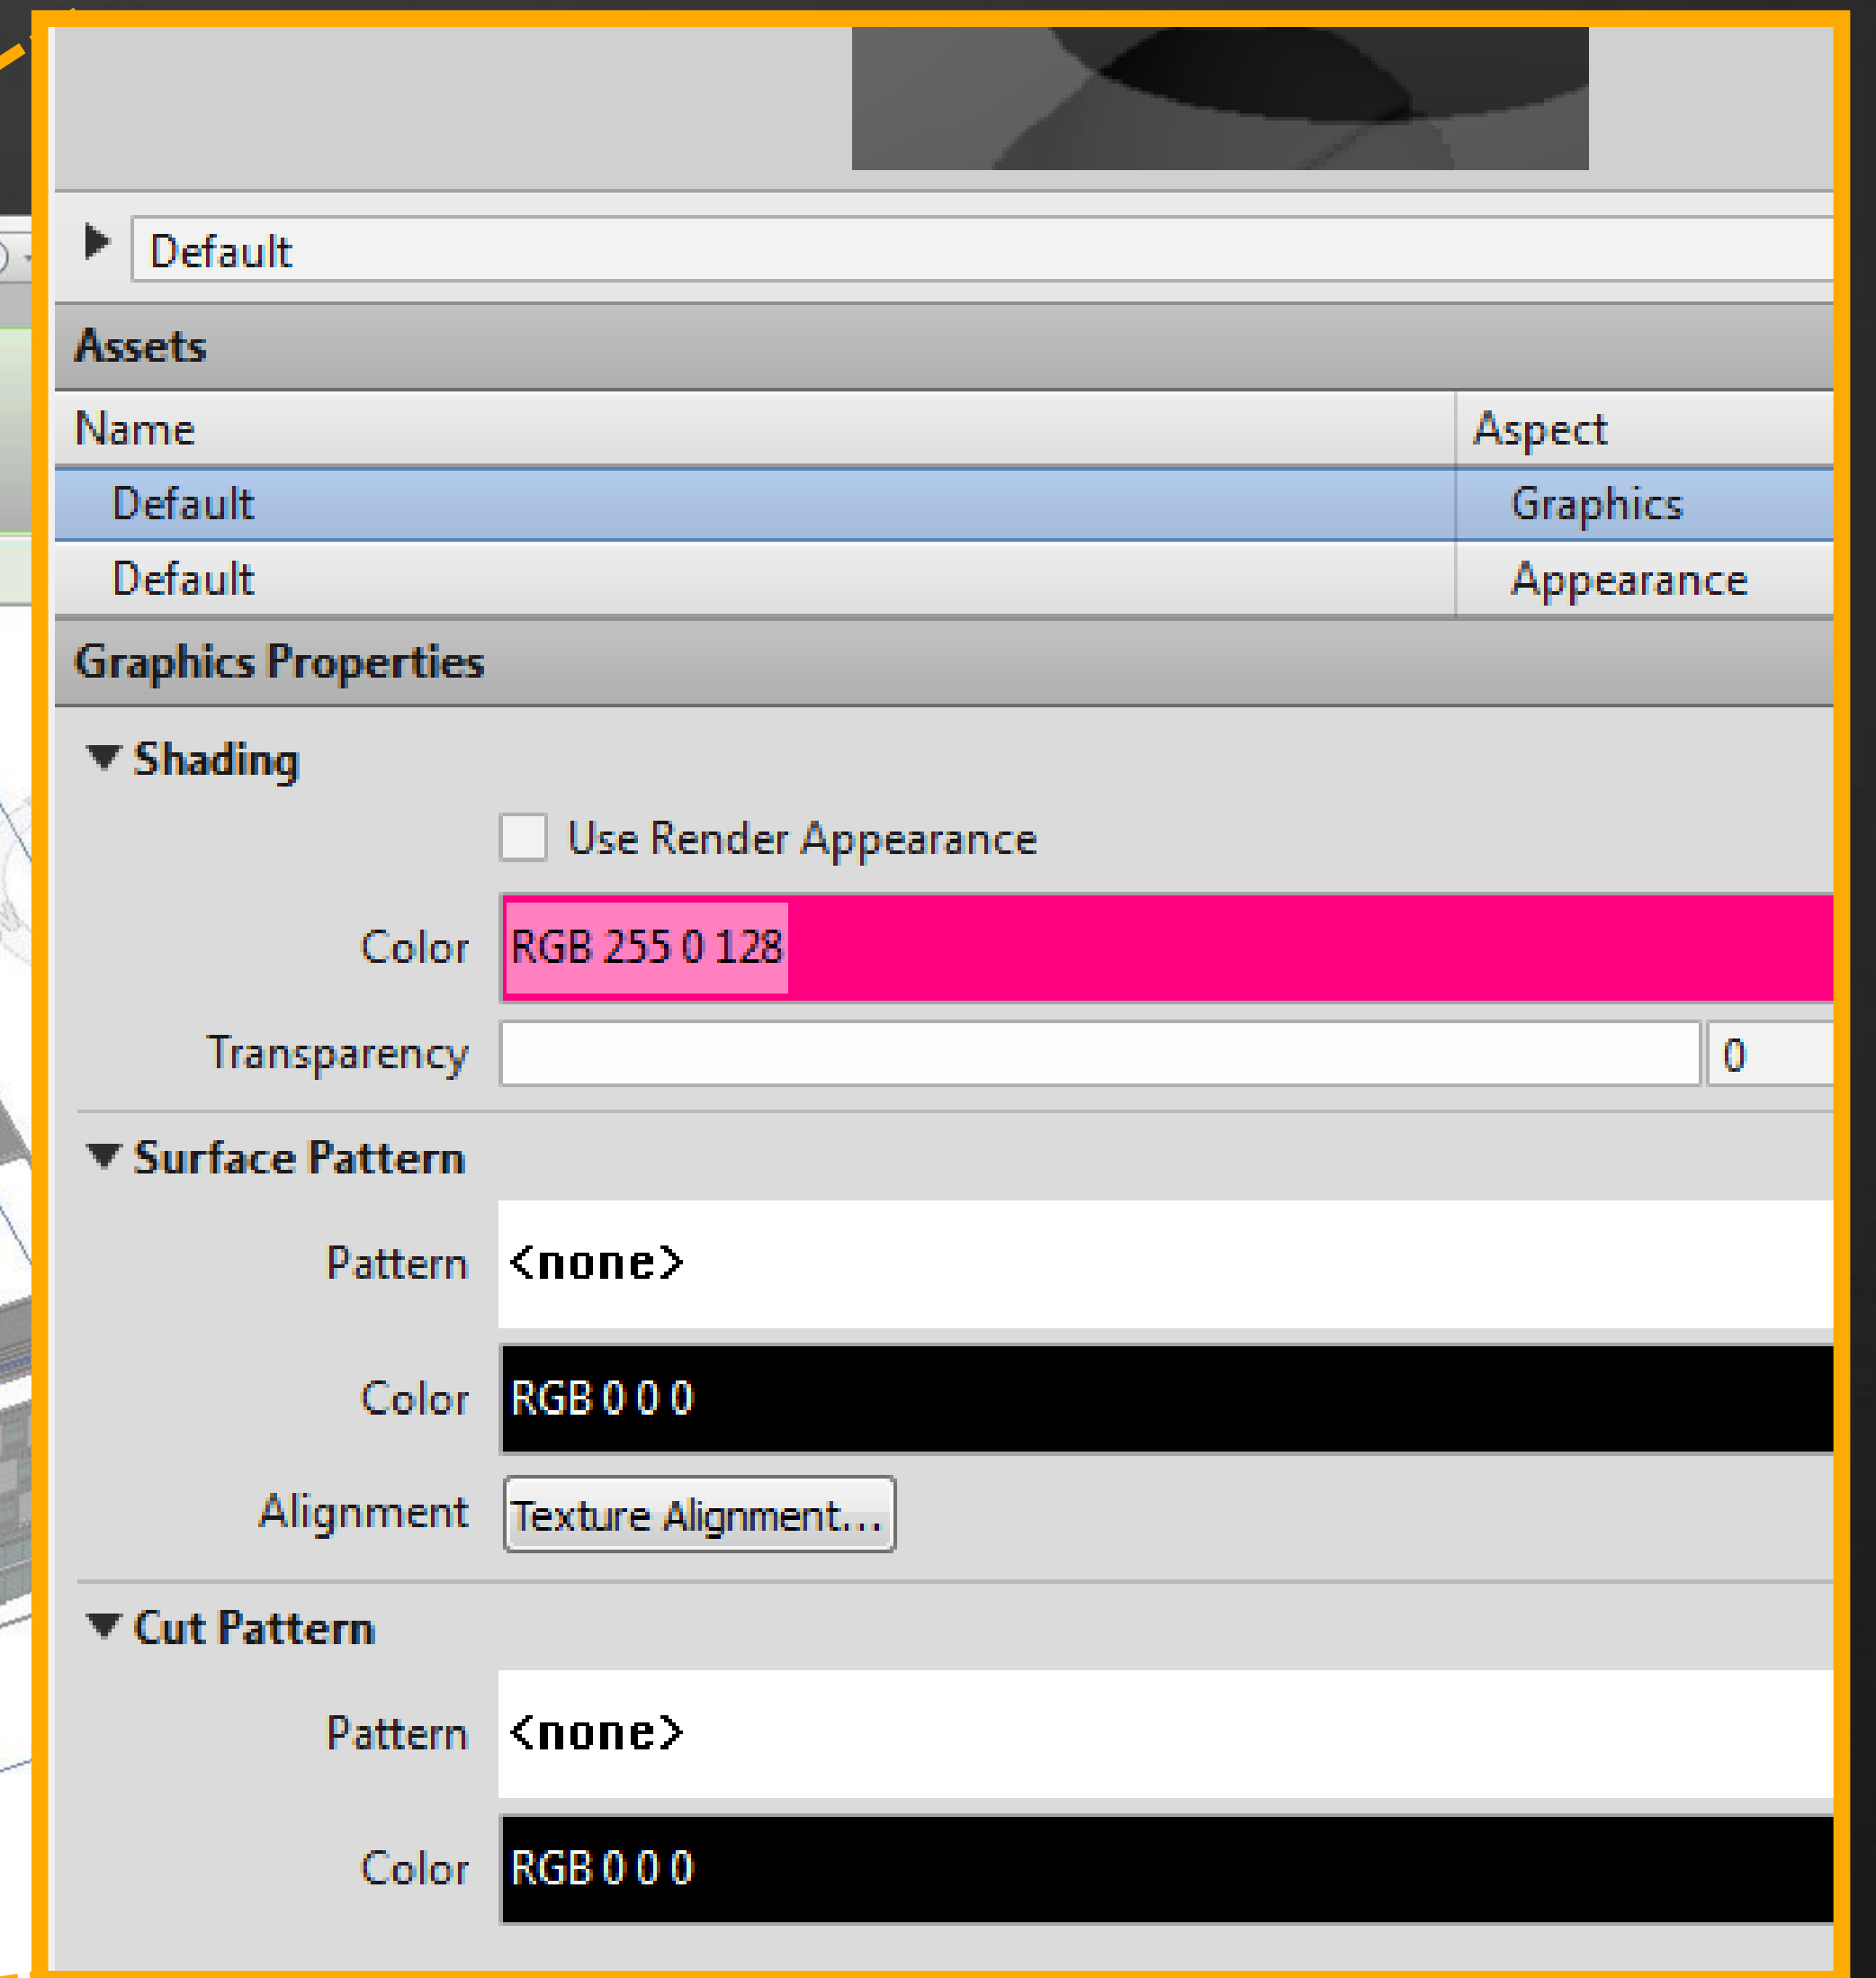 Default
Assets
Name Aspect
Default Graphics
Default Appearance
Graphics Properties
Shading
Use Render Appearance
Color RGB 255 0 128
Transparency 0
Surface Pattern
Pattern <none>
Color RGB 0 0 0
Alignment Texture Alignment...
Cut Pattern
Pattern <none>
Color RGB 0 0 0